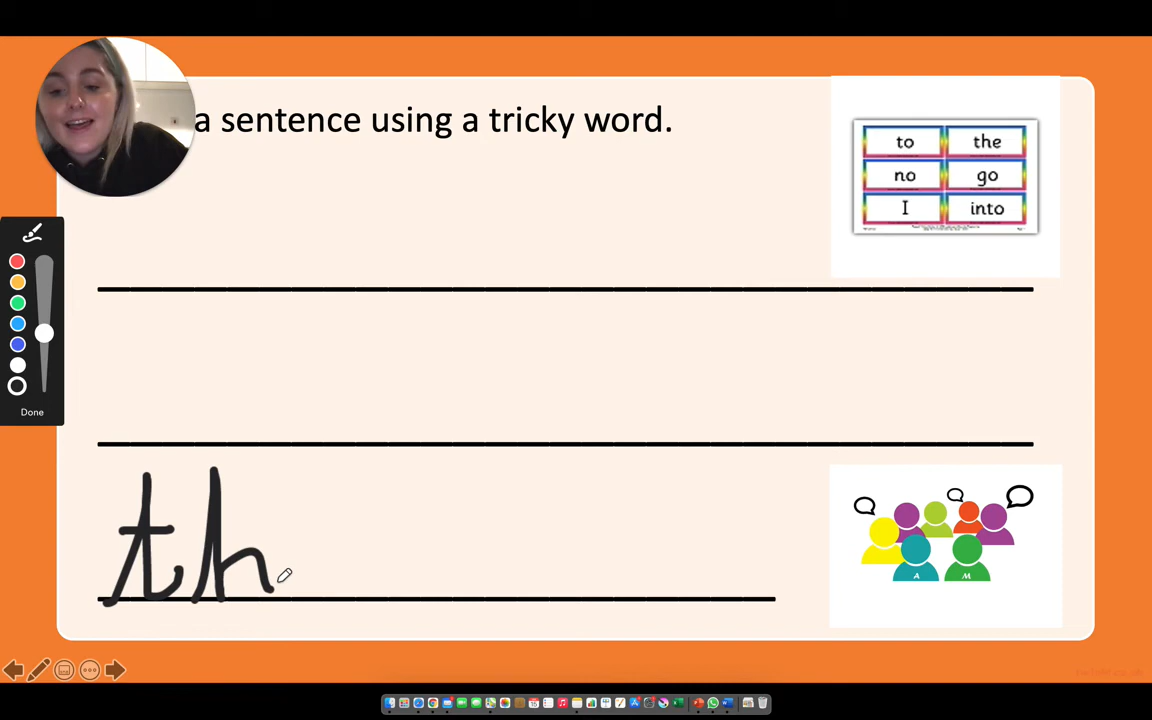 a sentence using a tricky word.
to the
no go
I into
th
A M
Done